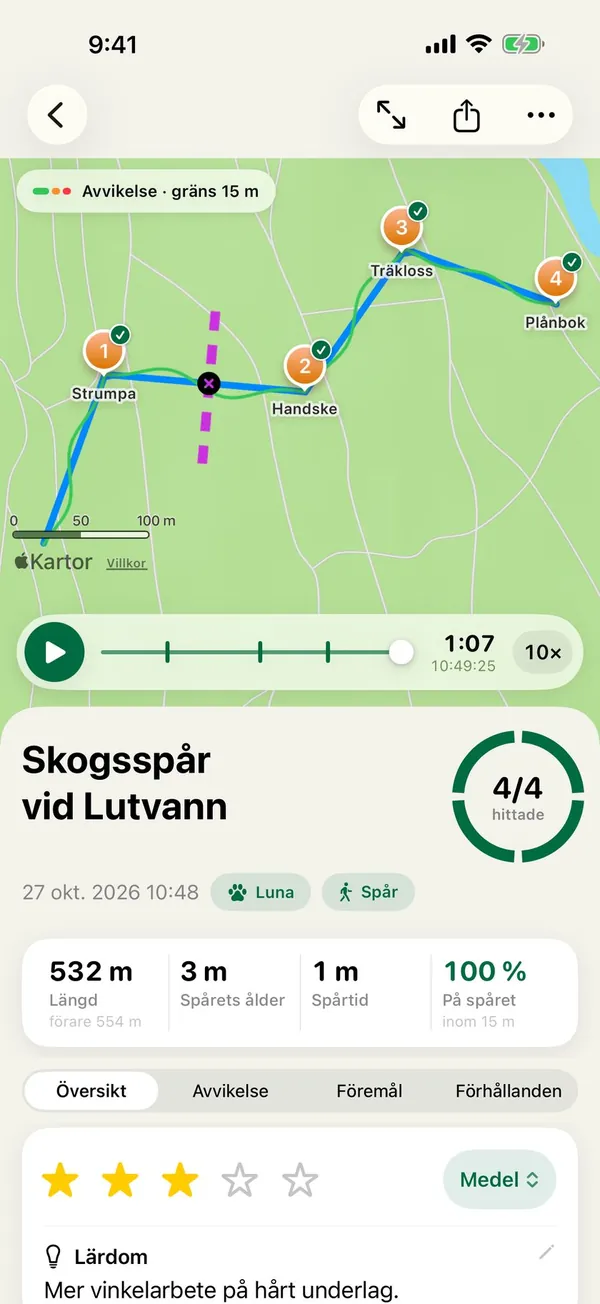 9:41
Avvikelse · gräns 15 m
3
Träkloss
4
Plånbok
1
Strumpa
2
Handske
0 50 100 m
Kartor Villkor
1:07
10:49:25
10×
Skogsspår
vid Lutvann
4/4
hittade
27 okt. 2026 10:48 Luna Spår
532 m 3 m 1 m 100 %
Längd Spårets ålder Spårtid På spåret
förare 554 m inom 15 m
Översikt Avvikelse Föremål Förhållanden
Medel
Lärdom
Mer vinkelarbete på hårt underlag.